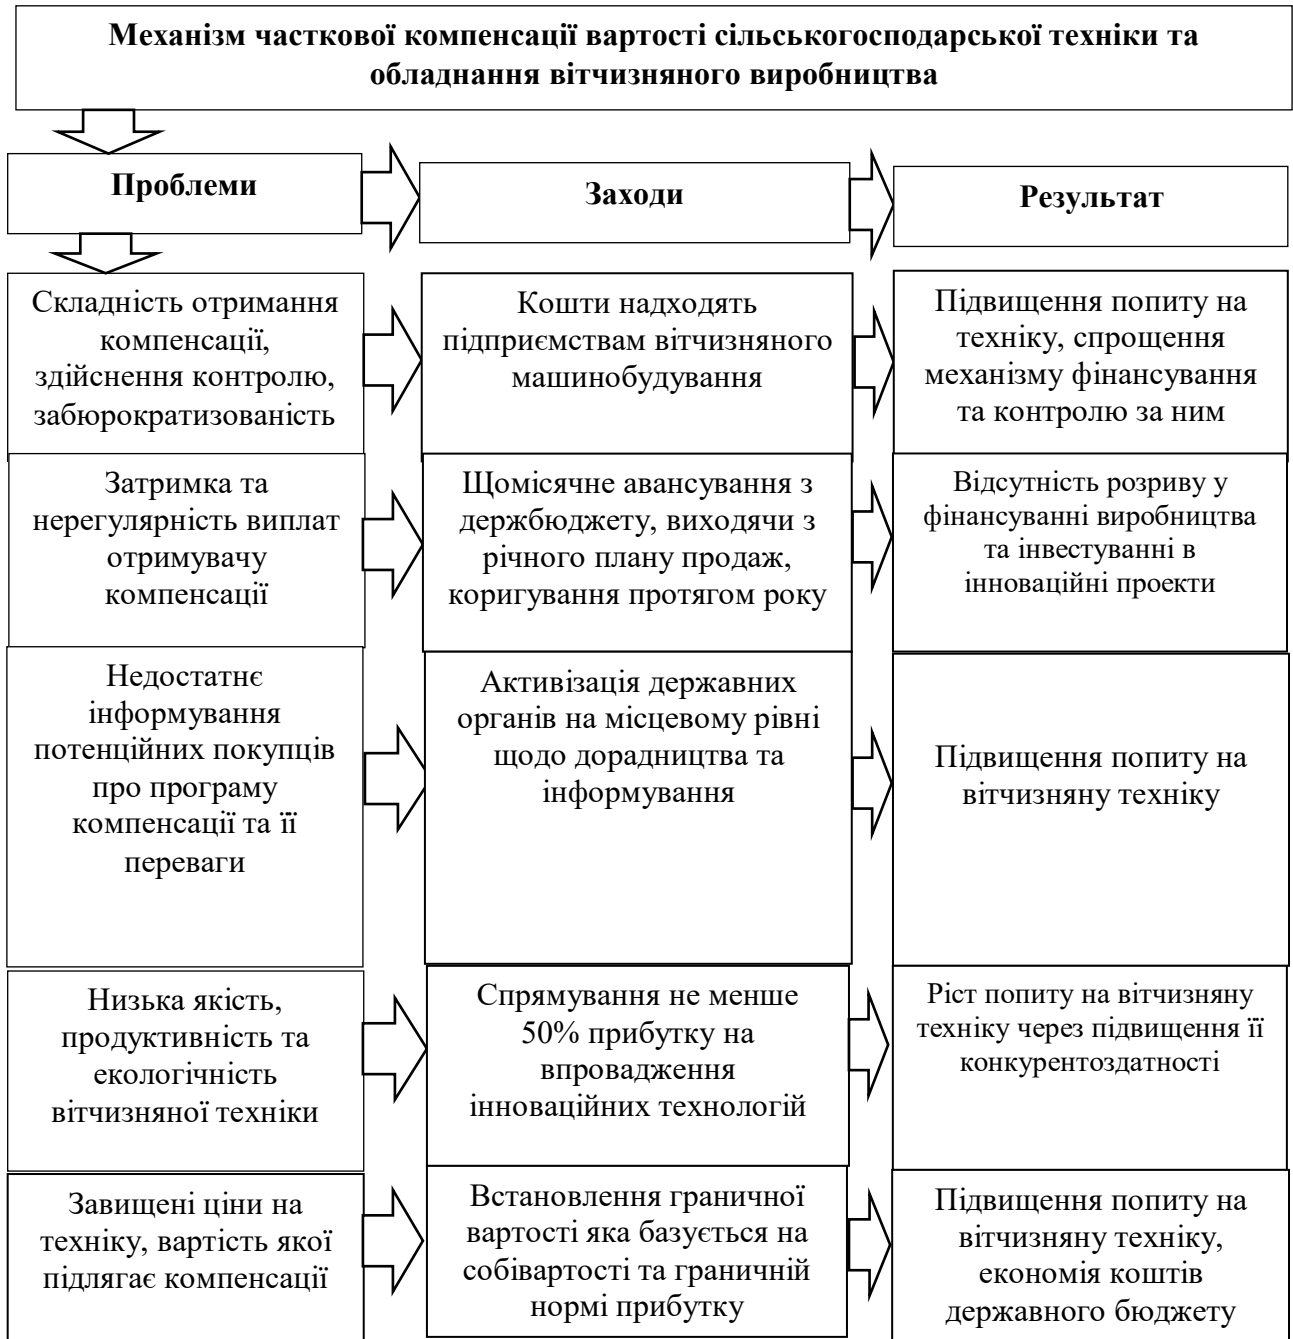 Механізм часткової компенсації вартості сільськогосподарської техніки та
обладнання вітчизняного виробництва
Проблеми
Заходи
Результат
Складність отримання
компенсації,
здійснення контролю,
забюрократизованість
Кошти надходять
підприємствам вітчизняного
машинобудування
Підвищення попиту на
техніку, спрощення
механізму фінансування
та контролю за ним
Затримка та
нерегулярність виплат
отримувачу
компенсації
Щомісячне авансування з
держбюджету, виходячи з
річного плану продаж,
коригування протягом року
Відсутність розриву у
фінансуванні виробництва
та інвестуванні в
інноваційні проекти
Недостатнє
інформування
потенційних покупців
про програму
компенсації та її
переваги
Активізація державних
органів на місцевому рівні
щодо дорадництва та
інформування
Підвищення попиту на
вітчизняну техніку
Низька якість,
продуктивність та
екологічність
вітчизняної техніки
Спрямування не менше
50% прибутку на
впровадження
інноваційних технологій
Ріст попиту на вітчизняну
техніку через підвищення її
конкурентоздатності
Завищені ціни на
техніку, вартість якої
підлягає компенсації
Встановлення граничної
вартості яка базується на
собівартості та граничній
нормі прибутку
Підвищення попиту на
вітчизняну техніку,
економія коштів
державного бюджету